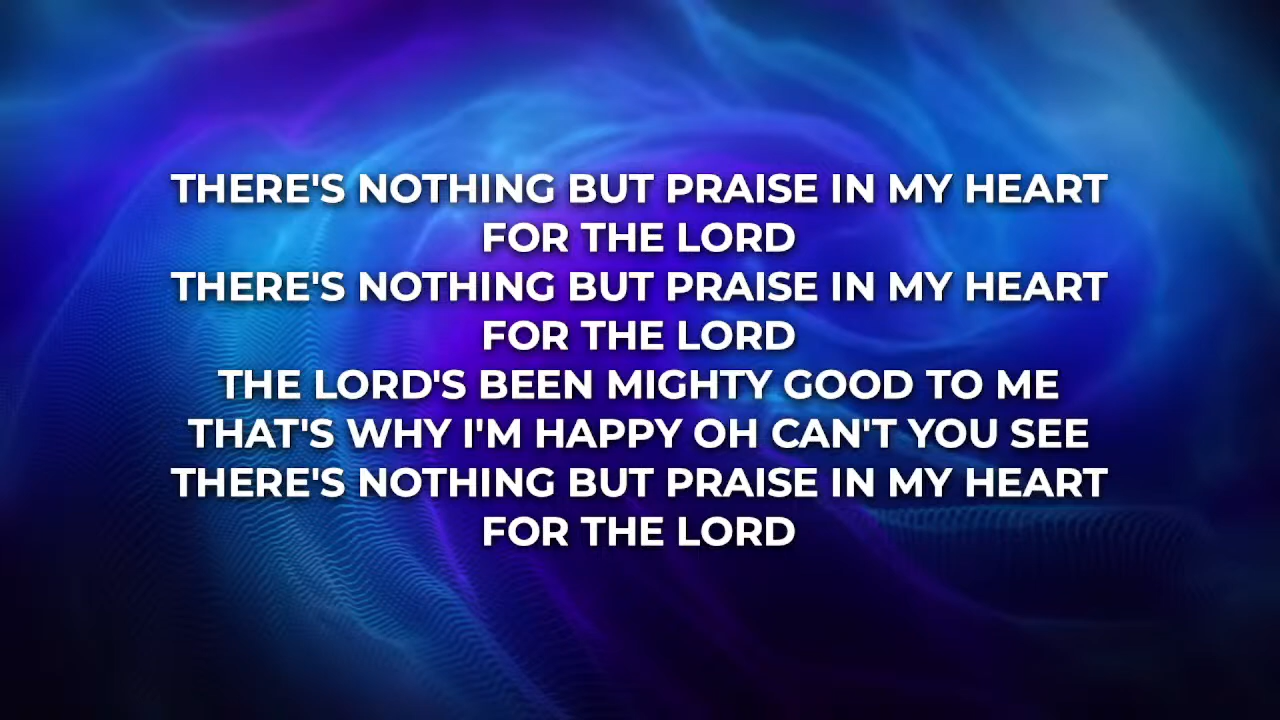 THERE'S NOTHING BUT PRAISE IN MY HEART
FOR THE LORD
THERE'S NOTHING BUT PRAISE IN MY HEART
FOR THE LORD
THE LORD'S BEEN MIGHTY GOOD TO ME
THAT'S WHY I'M HAPPY OH CAN'T YOU SEE
THERE'S NOTHING BUT PRAISE IN MY HEART
FOR THE LORD